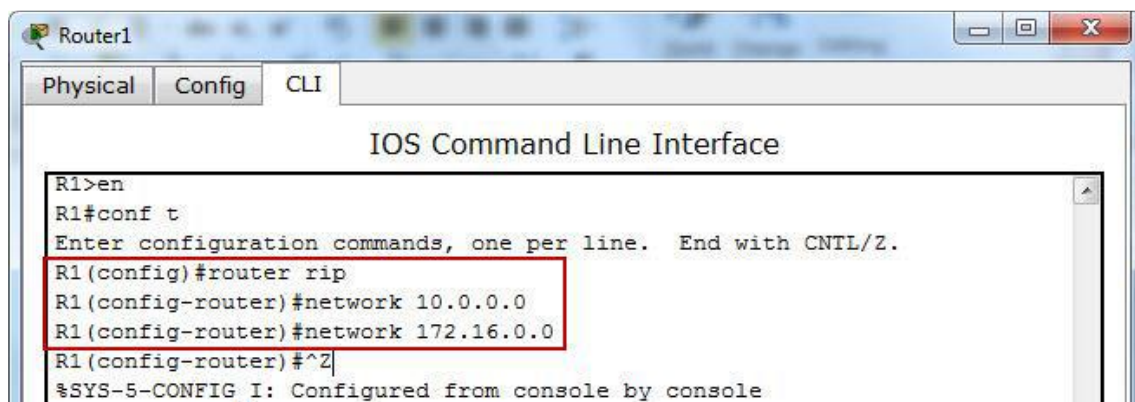 Router1
Physical Config CLI
IOS Command Line Interface
R1>en
R1#conf t
Enter configuration commands, one per line.  End with CNTL/Z.
R1(config)#router rip
R1(config-router)#network 10.0.0.0
R1(config-router)#network 172.16.0.0
R1(config-router)#^Z
%SYS-5-CONFIG I: Configured from console by console